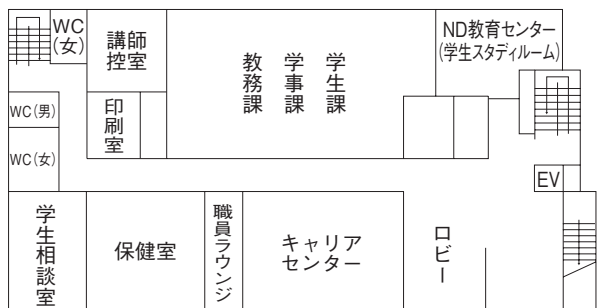 WC
(女)
講師
控室
学生課
学事課
教務課
ND教育センター
(学生スタディルーム)
WC(男)
印刷室
WC(女)
EV
学生相談室
保健室
職員ラウンジ
キャリア
センター
ロビー